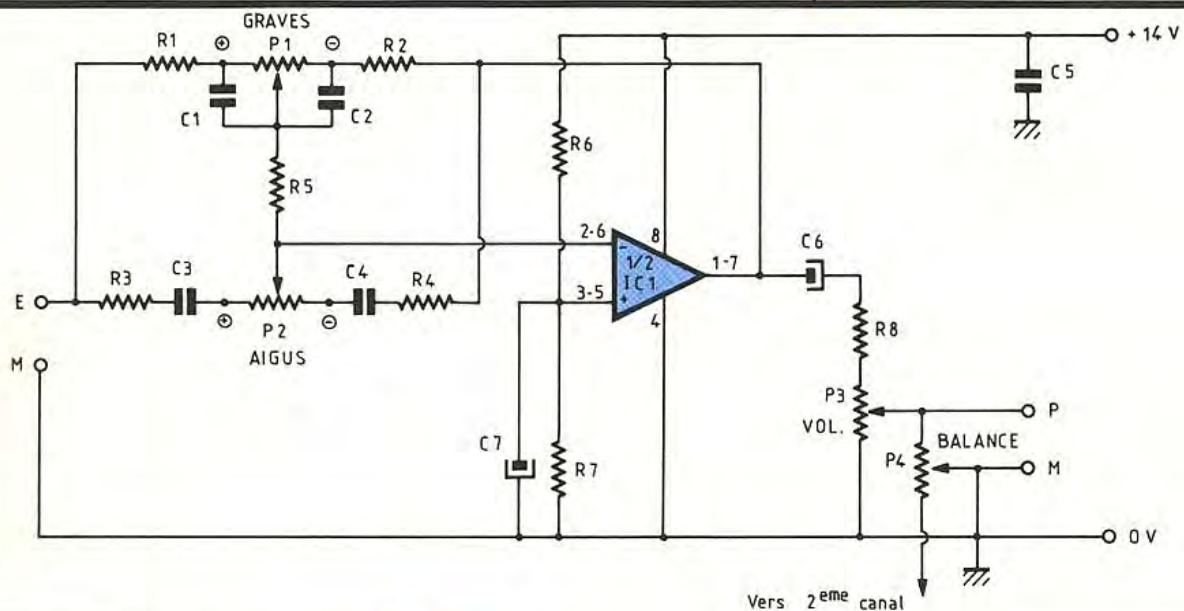 GRAVES
R1 ⊕ P1 ⊖ R2
+ 14 V
C1 C2 C5
R6
R5
2-6 8
- 1/2 1-7 C6
IC1
E R3 C3 C4 R4 3-5 +
⊕ P2 ⊖ 4
AIGUS
R8
M
P3 P
VOL. BALANCE
C7 R7 P4 M
0 V
Vers 2eme canal